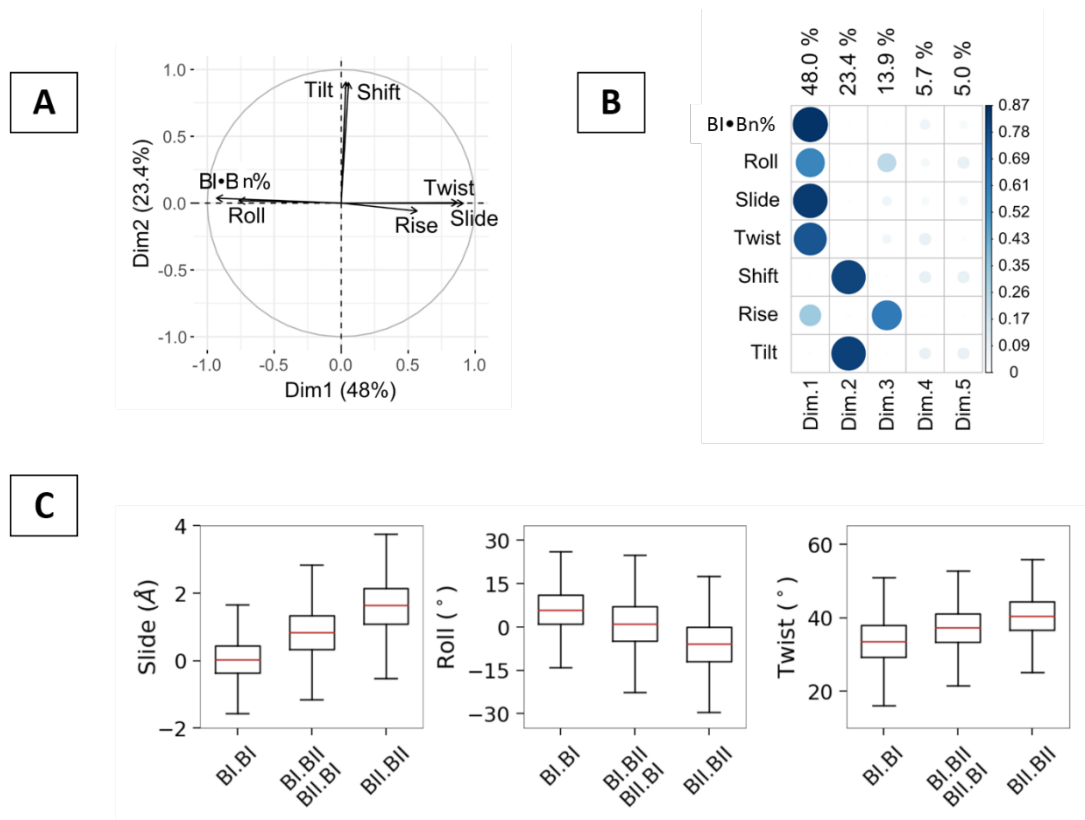 A
1.0
0.5
0.0
-0.5
-1.0
Dim2 (23.4%)
Tilt
Shift
BI•Bn%
Roll
Twist
Slide
Rise
-1.0 -0.5 0.0 0.5 1.0
Dim1 (48%)
B
48.0 %
23.4 %
13.9 %
5.7 %
5.0 %
BI•Bn%
Roll
Slide
Twist
Shift
Rise
Tilt
Dim.1
Dim.2
Dim.3
Dim.4
Dim.5
0.87
0.78
0.69
0.61
0.52
0.43
0.35
0.26
0.17
0.09
0
C
Slide (Å)
4
2
0
−2
BI.BI
BI.BII
BII.BI
BII.BII
Roll (°)
30
15
0
−15
−30
BI.BI
BI.BII
BII.BI
BII.BII
Twist (°)
60
40
20
BI.BI
BI.BII
BII.BI
BII.BII